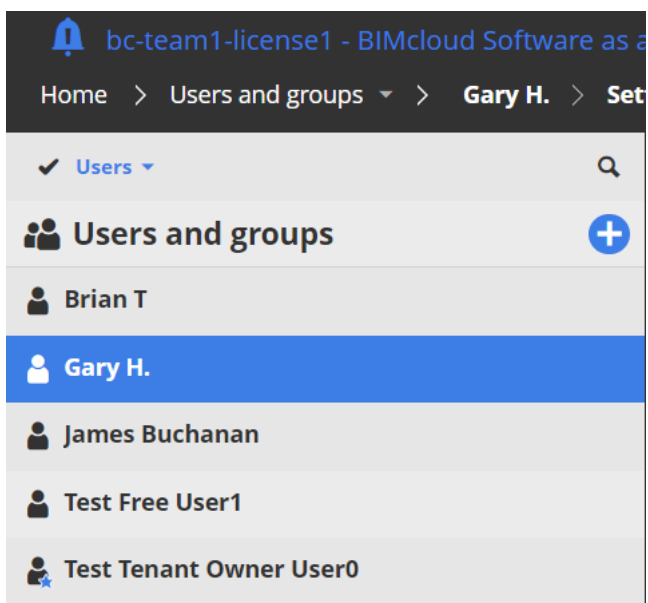 bc-team1-license1 - BIMcloud Software as a
Home > Users and groups > Gary H. > Set
Users
Users and groups
Brian T
Gary H.
James Buchanan
Test Free User1
Test Tenant Owner User0